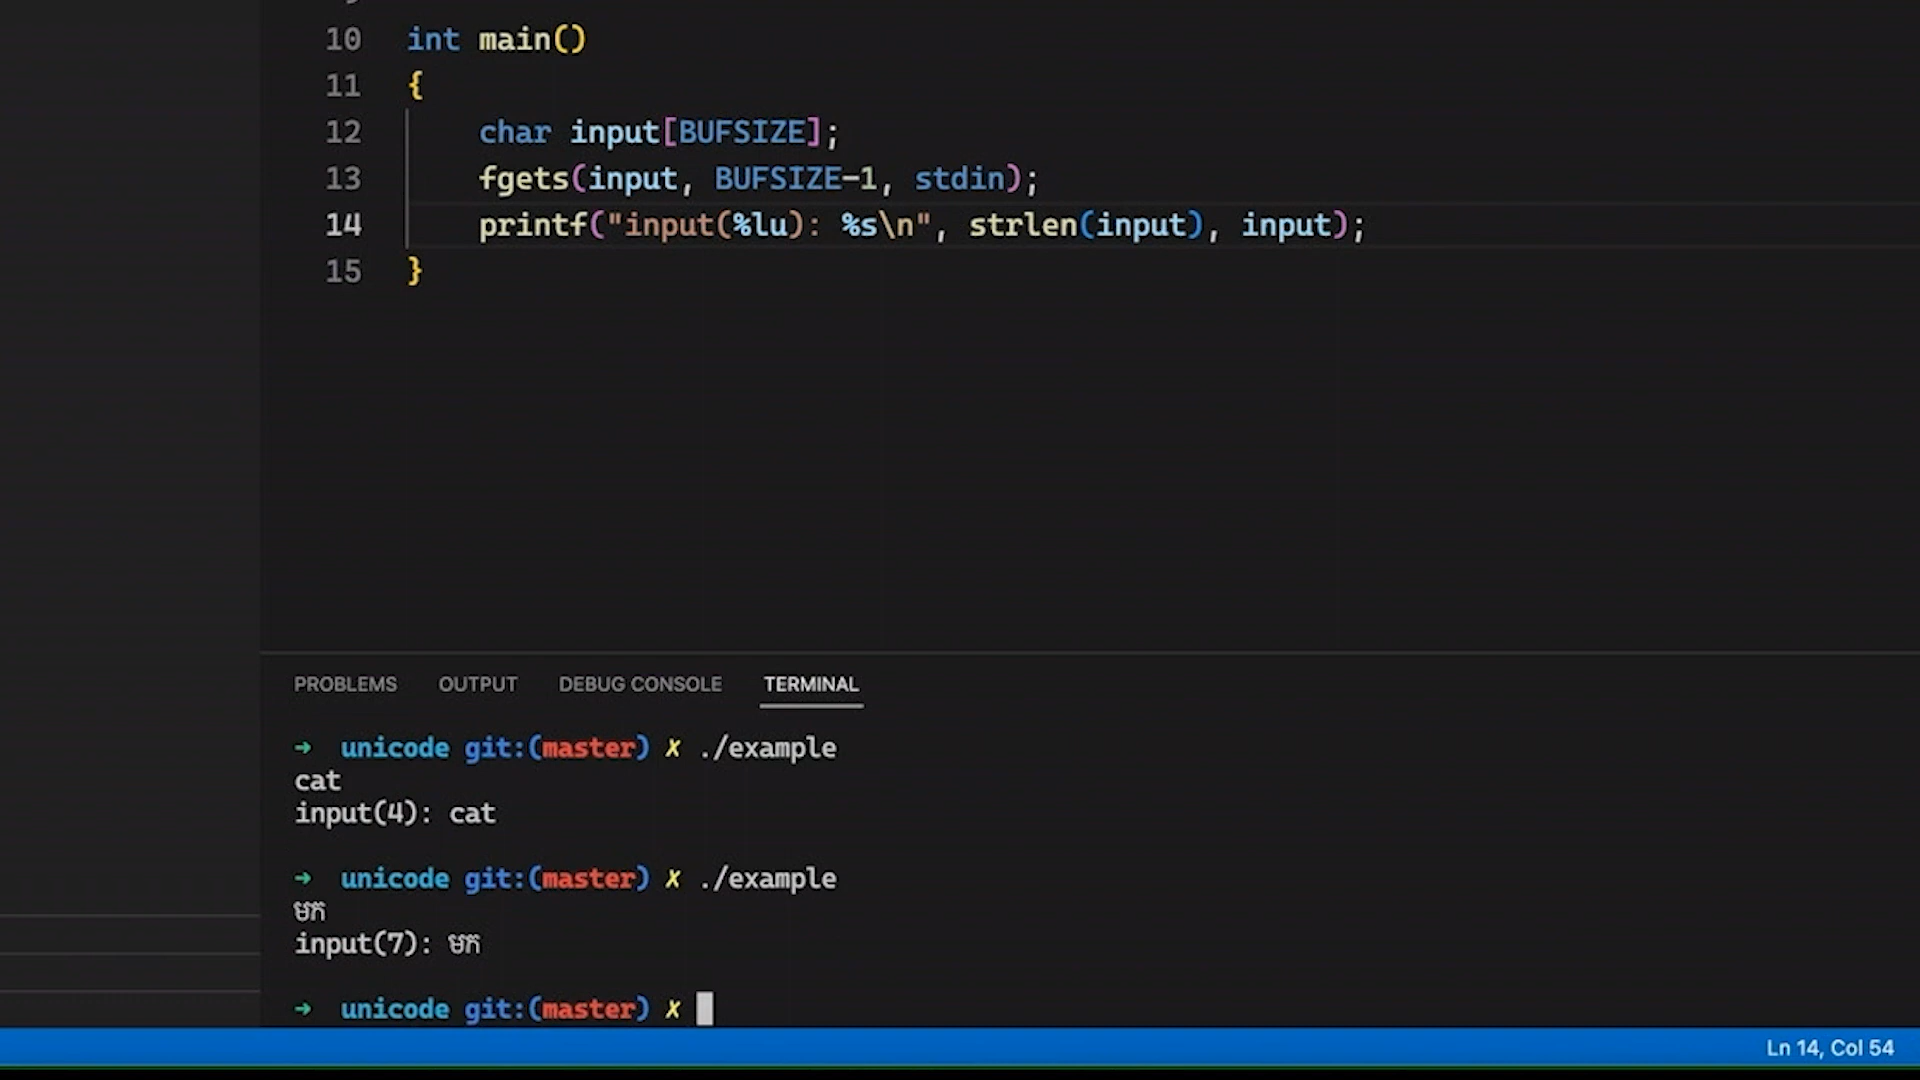 10 int main()
11 {
12 char input[BUFSIZE];
13 fgets(input, BUFSIZE-1, stdin);
14 printf("input(%lu): %s\n", strlen(input), input);
15 }
PROBLEMS OUTPUT DEBUG CONSOLE TERMINAL
➜ unicode git:(master) ✗ ./example
cat
input(4): cat
➜ unicode git:(master) ✗ ./example
មក
input(7): មក
➜ unicode git:(master) ✗
Ln 14, Col 54